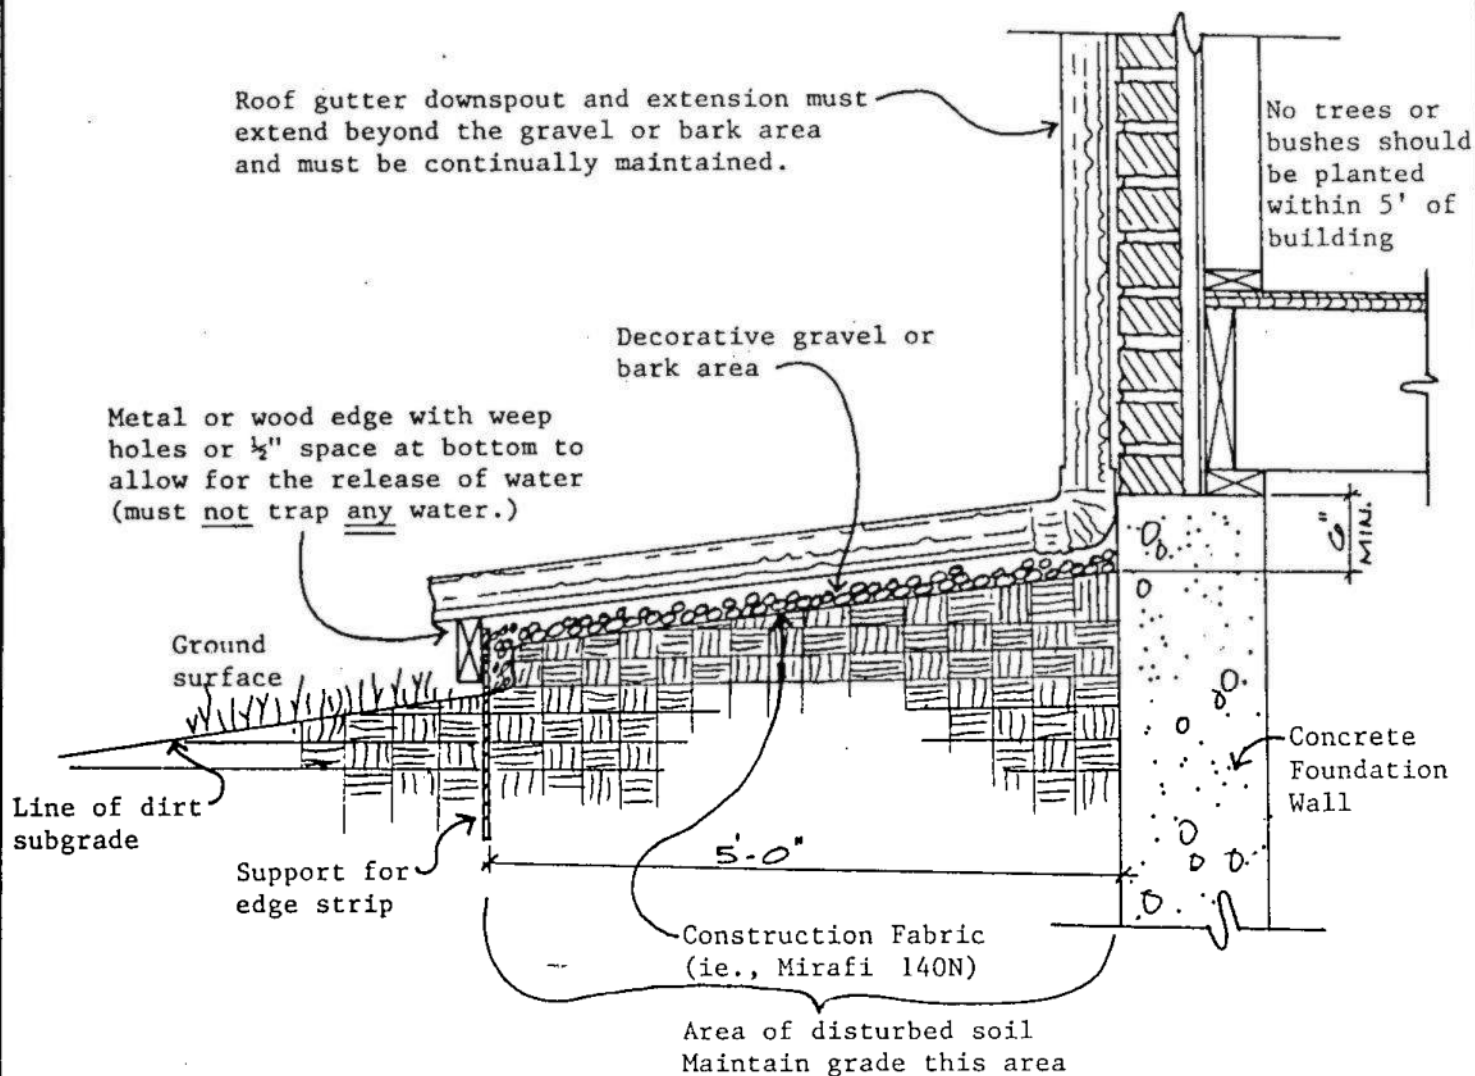 Roof gutter downspout and extension must
extend beyond the gravel or bark area
and must be continually maintained.
No trees or
bushes should
be planted
within 5' of
building
Decorative gravel or
bark area
Metal or wood edge with weep
holes or ½" space at bottom to
allow for the release of water
(must not trap any water.)
6"
MIN.
Ground
surface
Concrete
Foundation
Wall
Line of dirt
subgrade
5'-0"
Support for
edge strip
Construction Fabric
(ie., Mirafi 140N)
Area of disturbed soil
Maintain grade this area